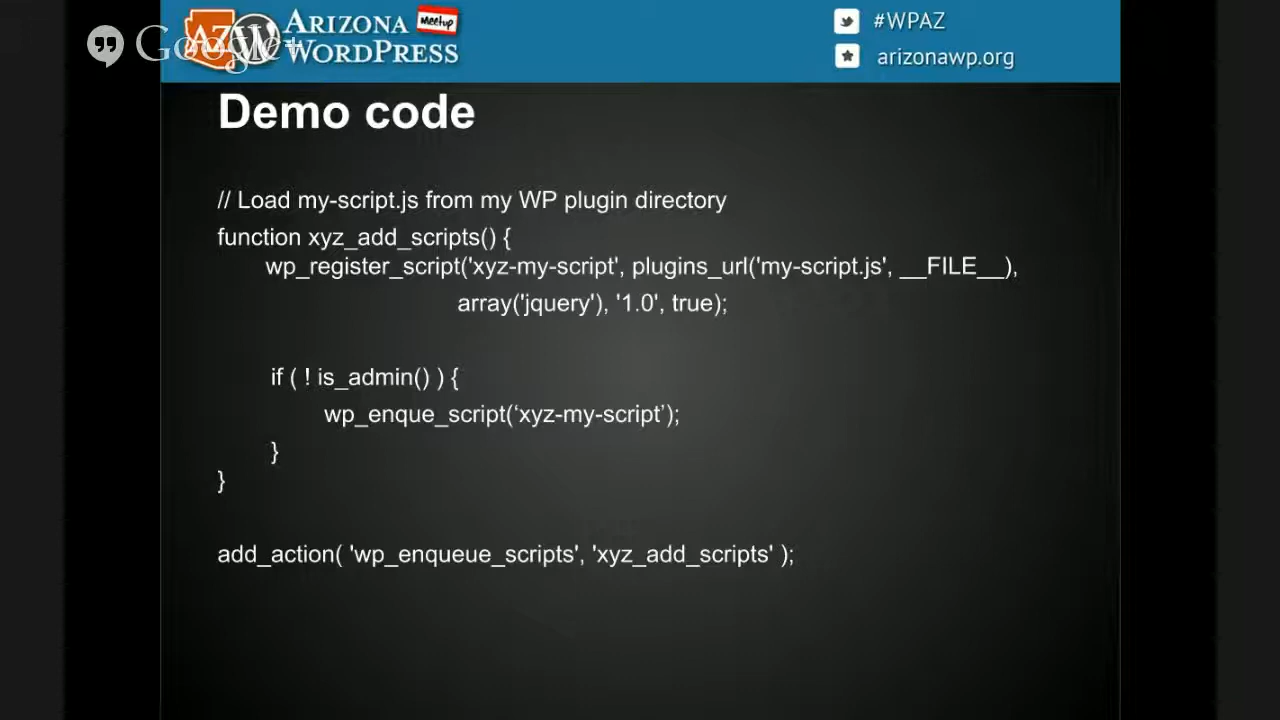 Google+
AZ W
ARIZONA
Meetup
WORDPRESS
#WPAZ
arizonawp.org
Demo code
// Load my-script.js from my WP plugin directory
function xyz_add_scripts() {
wp_register_script('xyz-my-script', plugins_url('my-script.js', __FILE__),
array('jquery'), '1.0', true);
if ( ! is_admin() ) {
wp_enque_script(‘xyz-my-script’);
}
}
add_action( 'wp_enqueue_scripts', 'xyz_add_scripts' );